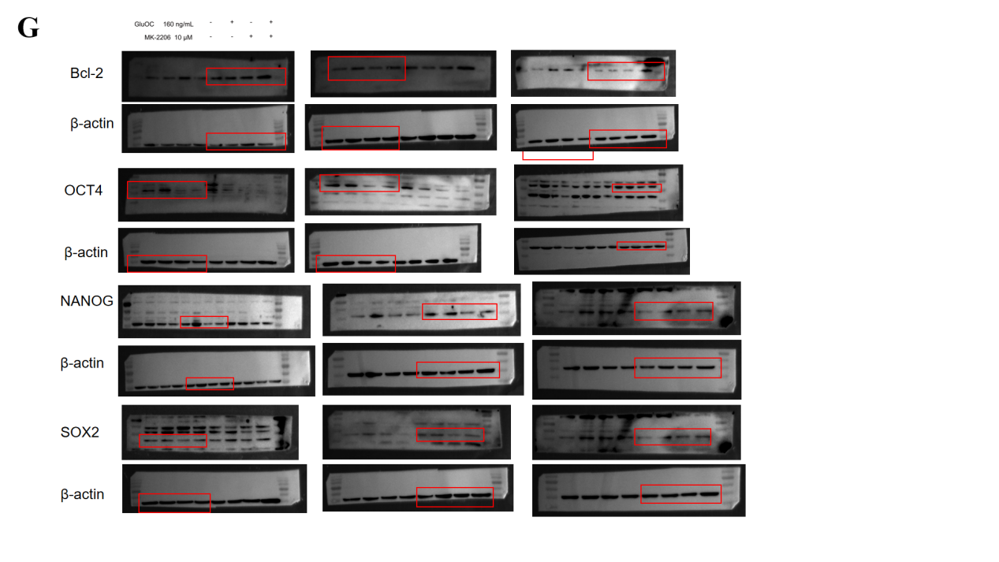 G
GluOC 160 ng/mL - + - +
MK-2206 10 μM - - + +
Bcl-2
β-actin
OCT4
β-actin
NANOG
β-actin
SOX2
β-actin